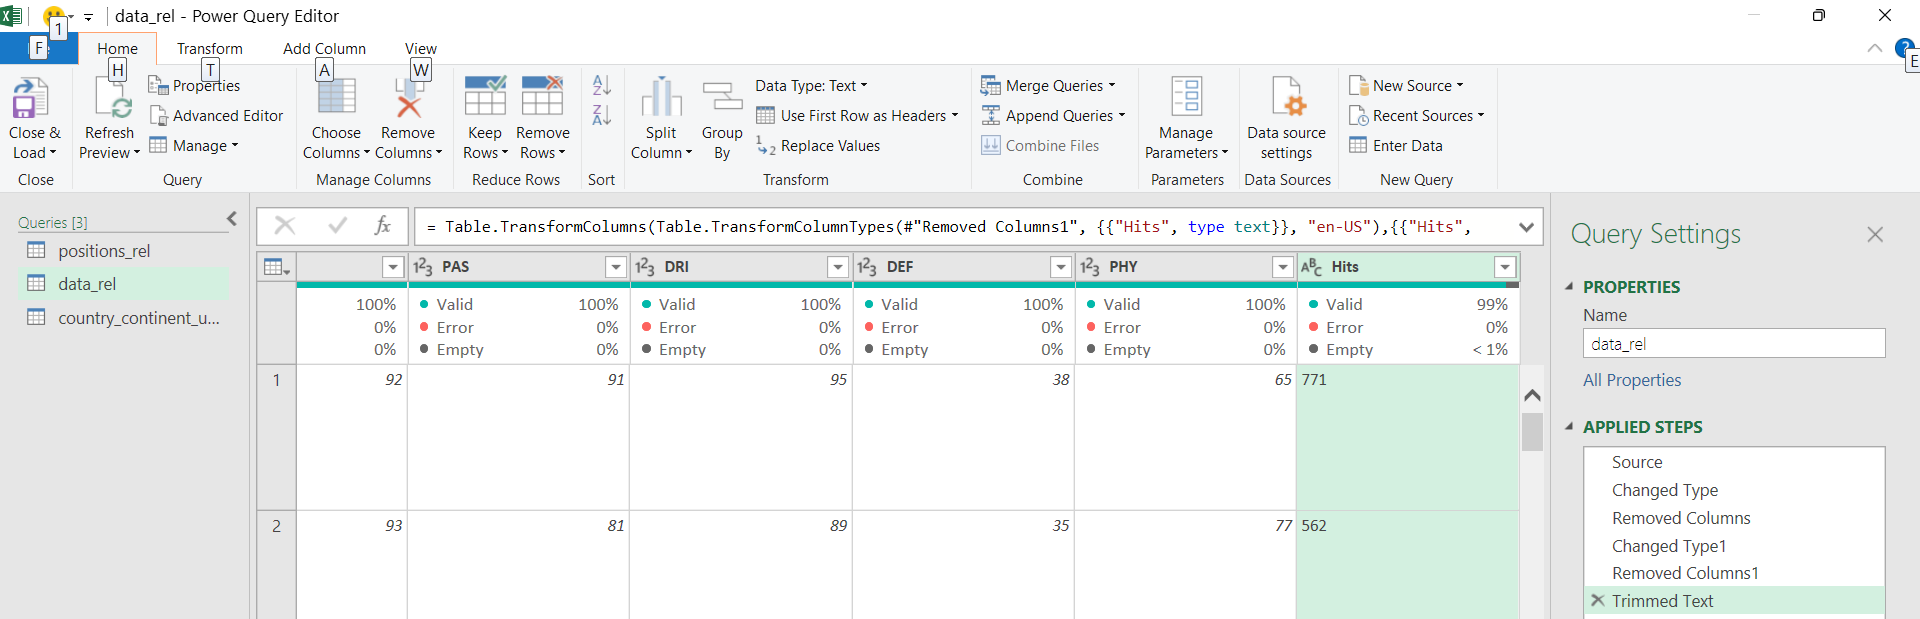 1
data_rel - Power Query Editor
F
Home
Transform
Add Column
View
H
T
A
W
?
E
Close &
Load
Refresh
Preview
Properties
Advanced Editor
Manage
Choose
Columns
Remove
Columns
Keep
Rows
Remove
Rows
A
Z
Z
A
Split
Column
Group
By
Data Type: Text
Use First Row as Headers
1
2 Replace Values
Merge Queries
Append Queries
Combine Files
Manage
Parameters
Data source
settings
New Source
Recent Sources
Enter Data
Close
Query
Manage Columns
Reduce Rows
Sort
Transform
Combine
Parameters
Data Sources
New Query
Queries [3]
positions_rel
data_rel
country_continent_u...
fx
= Table.TransformColumns(Table.TransformColumnTypes(#"Removed Columns1", {{"Hits", type text}}, "en-US"),{{"Hits",
123 PAS
123 DRI
123 DEF
123 PHY
ABC Hits
100% Valid 100% Valid 100% Valid 100% Valid 100% Valid 99%
0% Error 0% Error 0% Error 0% Error 0% Error 0%
0% Empty 0% Empty 0% Empty 0% Empty 0% Empty < 1%
1 92 91 95 38 65 771
2 93 81 89 35 77 562
Query Settings
PROPERTIES
Name
data_rel
All Properties
APPLIED STEPS
Source
Changed Type
Removed Columns
Changed Type1
Removed Columns1
Trimmed Text